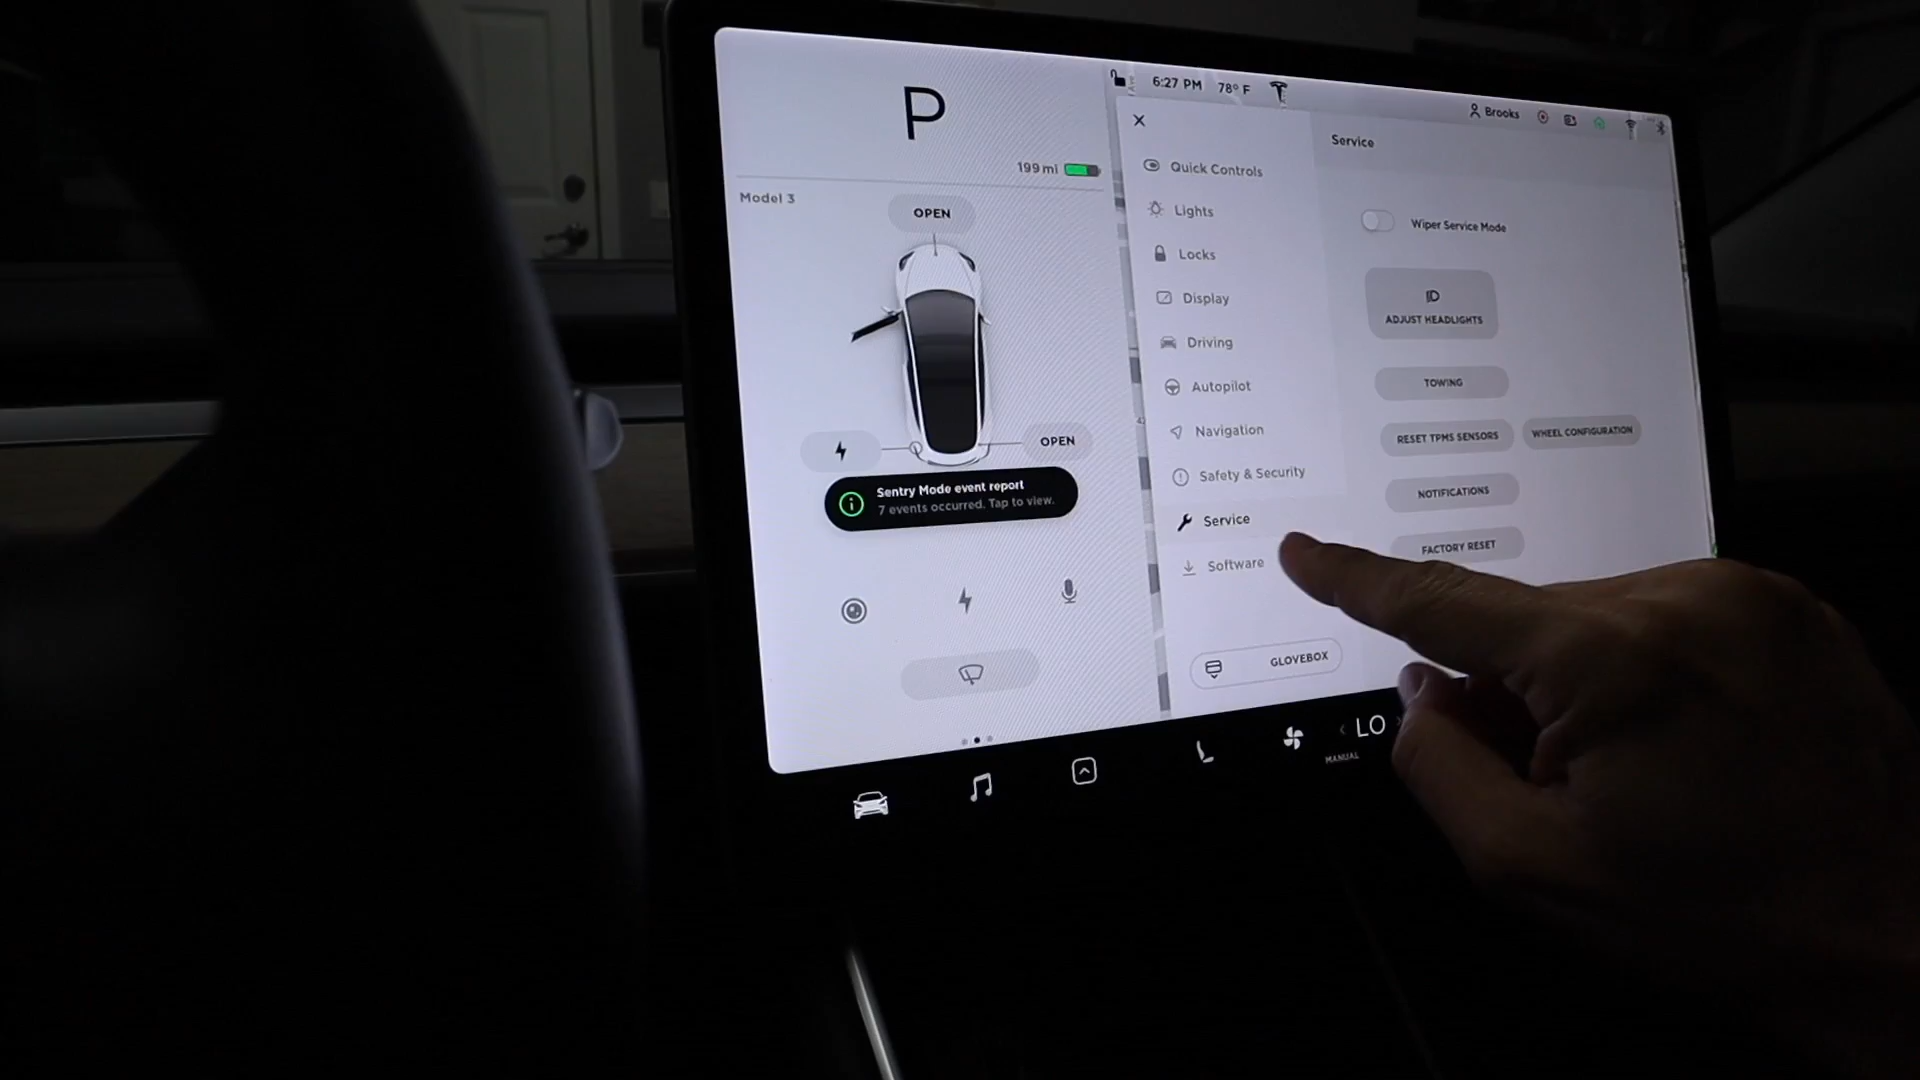 P
199 mi
Model 3
OPEN
OPEN
Sentry Mode event report
7 events occurred. Tap to view.
6:27 PM 78° F
Brooks
Quick Controls
Lights
Locks
Display
Driving
Autopilot
Navigation
Safety & Security
Service
Software
GLOVEBOX
Service
Wiper Service Mode
ADJUST HEADLIGHTS
TOWING
RESET TPMS SENSORS WHEEL CONFIGURATION
NOTIFICATIONS
FACTORY RESET
LO
MANUAL